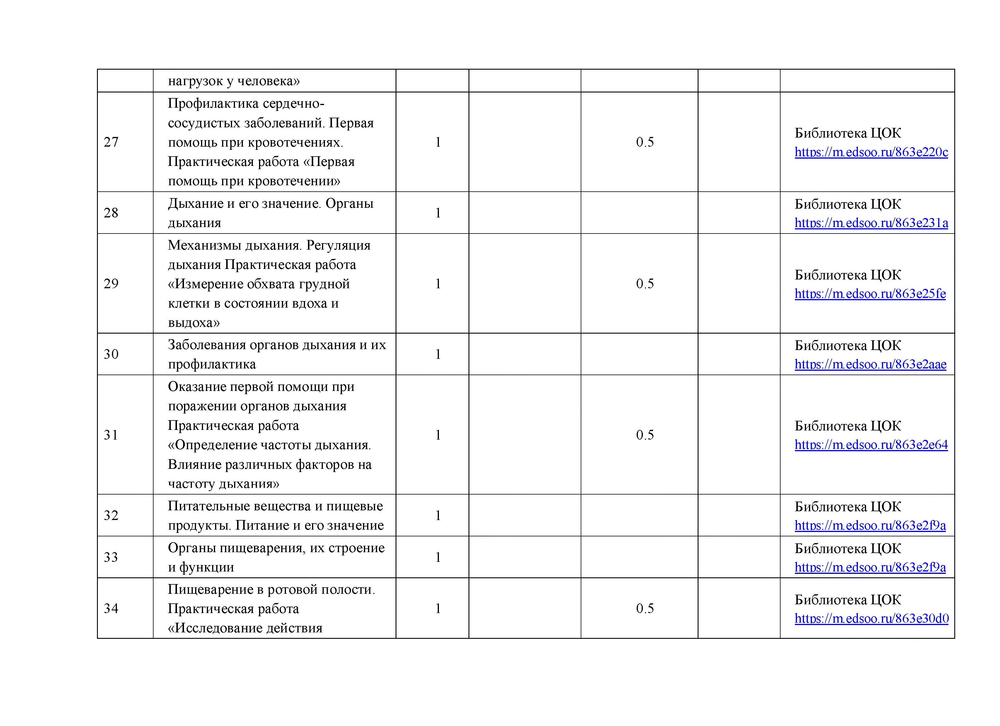 нагрузок у человека»
27
Профилактика сердечно-
сосудистых заболеваний. Первая
помощь при кровотечениях.
Практическая работа «Первая
помощь при кровотечении»
1
0.5
Библиотека ЦОК
https://m.edsoo.ru/863e220c
28
Дыхание и его значение. Органы
дыхания
1
Библиотека ЦОК
https://m.edsoo.ru/863e231a
29
Механизмы дыхания. Регуляция
дыхания Практическая работа
«Измерение обхвата грудной
клетки в состоянии вдоха и
выдоха»
1
0.5
Библиотека ЦОК
https://m.edsoo.ru/863e25fe
30
Заболевания органов дыхания и их
профилактика
1
Библиотека ЦОК
https://m.edsoo.ru/863e2aae
31
Оказание первой помощи при
поражении органов дыхания
Практическая работа
«Определение частоты дыхания.
Влияние различных факторов на
частоту дыхания»
1
0.5
Библиотека ЦОК
https://m.edsoo.ru/863e2e64
32
Питательные вещества и пищевые
продукты. Питание и его значение
1
Библиотека ЦОК
https://m.edsoo.ru/863e2f9a
33
Органы пищеварения, их строение
и функции
1
Библиотека ЦОК
https://m.edsoo.ru/863e2f9a
34
Пищеварение в ротовой полости.
Практическая работа
«Исследование действия
1
0.5
Библиотека ЦОК
https://m.edsoo.ru/863e30d0